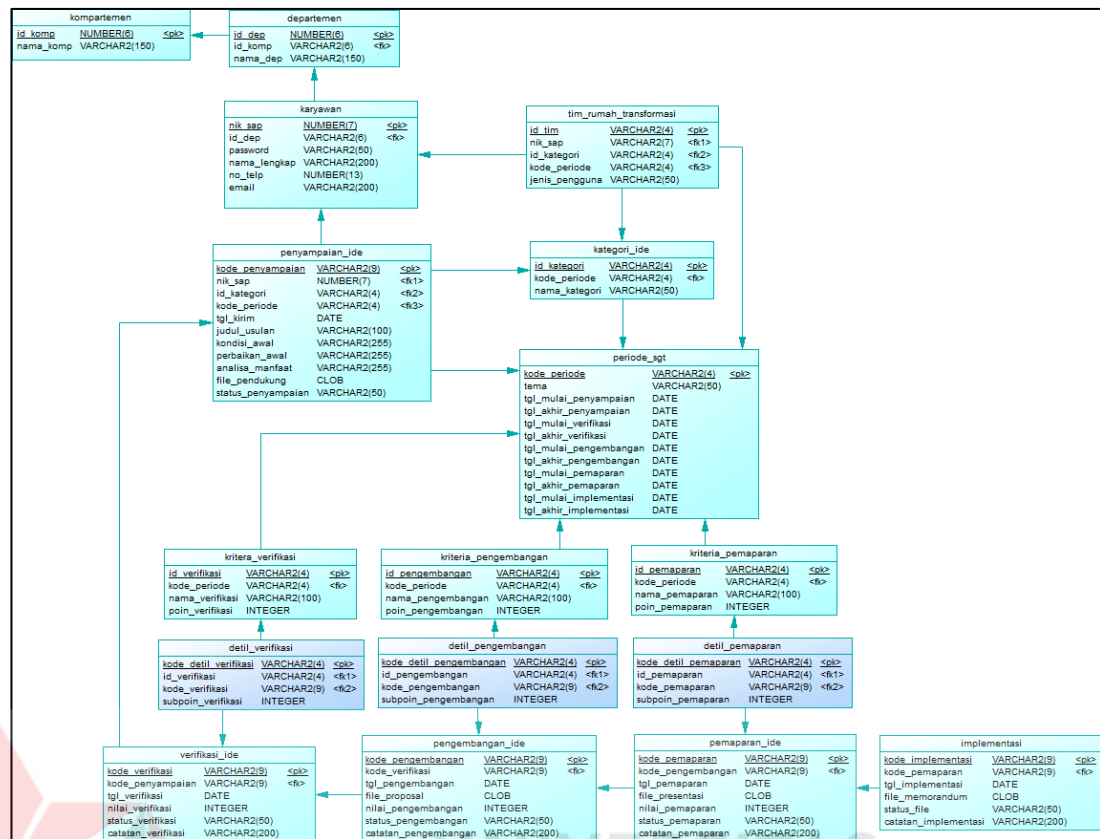 kompartemen
id_komp NUMBER(6) <pk>
nama_komp VARCHAR2(150)
departemen
id_dep NUMBER(6) <pk>
id_komp VARCHAR2(6) <fk>
nama_dep VARCHAR2(150)
karyawan
nik_sap NUMBER(7) <pk>
id_dep VARCHAR2(6) <fk>
password VARCHAR2(50)
nama_lengkap VARCHAR2(200)
no_telp NUMBER(13)
email VARCHAR2(200)
tim_rumah_transformasi
id_tim VARCHAR2(4) <pk>
nik_sap VARCHAR2(7) <fk1>
id_kategori VARCHAR2(4) <fk2>
kode_periode VARCHAR2(4) <fk3>
jenis_pengguna VARCHAR2(50)
penyampaian_ide
kode_penyampaian VARCHAR2(9) <pk>
nik_sap NUMBER(7) <fk1>
id_kategori VARCHAR2(4) <fk2>
kode_periode VARCHAR2(4) <fk3>
tgl_kirim DATE
judul_usulan VARCHAR2(100)
kondisi_awal VARCHAR2(255)
perbaikan_awal VARCHAR2(255)
analisa_manfaat VARCHAR2(255)
file_pendukung CLOB
status_penyampaian VARCHAR2(50)
kategori_ide
id_kategori VARCHAR2(4) <pk>
kode_periode VARCHAR2(4) <fk>
nama_kategori VARCHAR2(50)
periode_sgt
kode_periode VARCHAR2(4) <pk>
tema VARCHAR2(50)
tgl_mulai_penyampaian DATE
tgl_akhir_penyampaian DATE
tgl_mulai_verifikasi DATE
tgl_akhir_verifikasi DATE
tgl_mulai_pengembangan DATE
tgl_akhir_pengembangan DATE
tgl_mulai_pemaparan DATE
tgl_akhir_pemaparan DATE
tgl_mulai_implementasi DATE
tgl_akhir_implementasi DATE
kritera_verifikasi
id_verifikasi VARCHAR2(4) <pk>
kode_periode VARCHAR2(4) <fk>
nama_verifikasi VARCHAR2(100)
poin_verifikasi INTEGER
kriteria_pengembangan
id_pengembangan VARCHAR2(4) <pk>
kode_periode VARCHAR2(4) <fk>
nama_pengembangan VARCHAR2(100)
poin_pengembangan INTEGER
kriteria_pemaparan
id_pemaparan VARCHAR2(4) <pk>
kode_periode VARCHAR2(4) <fk>
nama_pemaparan VARCHAR2(100)
poin_pemaparan INTEGER
detil_verifikasi
kode_detil_verifikasi VARCHAR2(4) <pk>
id_verifikasi VARCHAR2(4) <fk1>
kode_verifikasi VARCHAR2(9) <fk2>
subpoin_verifikasi INTEGER
detil_pengembangan
kode_detil_pengembangan VARCHAR2(4) <pk>
id_pengembangan VARCHAR2(4) <fk1>
kode_pengembangan VARCHAR2(9) <fk2>
subpoin_pengembangan INTEGER
detil_pemaparan
kode_detil_pemaparan VARCHAR2(4) <pk>
id_pemaparan VARCHAR2(4) <fk1>
kode_pemaparan VARCHAR2(9) <fk2>
subpoin_pemaparan INTEGER
verifikasi_ide
kode_verifikasi VARCHAR2(9) <pk>
kode_penyampaian VARCHAR2(9) <fk>
tgl_verifikasi DATE
nilai_verifikasi INTEGER
status_verifikasi VARCHAR2(50)
catatan_verifikasi VARCHAR2(200)
pengembangan_ide
kode_pengembangan VARCHAR2(9) <pk>
kode_verifikasi VARCHAR2(9) <fk>
tgl_pengembangan DATE
file_proposal CLOB
nilai_pengembangan INTEGER
status_pengembangan VARCHAR2(50)
catatan_pengembangan VARCHAR2(200)
pemaparan_ide
kode_pemaparan VARCHAR2(9) <pk>
kode_pengembangan VARCHAR2(9) <fk>
tgl_pemaparan DATE
file_presentasi CLOB
nilai_pemaparan INTEGER
status_pemaparan VARCHAR2(50)
catatan_pemaparan VARCHAR2(200)
implementasi
kode_implementasi VARCHAR2(9) <pk>
kode_pemaparan VARCHAR2(9) <fk>
tgl_implementasi DATE
file_memorandum CLOB
status_file VARCHAR2(50)
catatan_implementasi VARCHAR2(200)